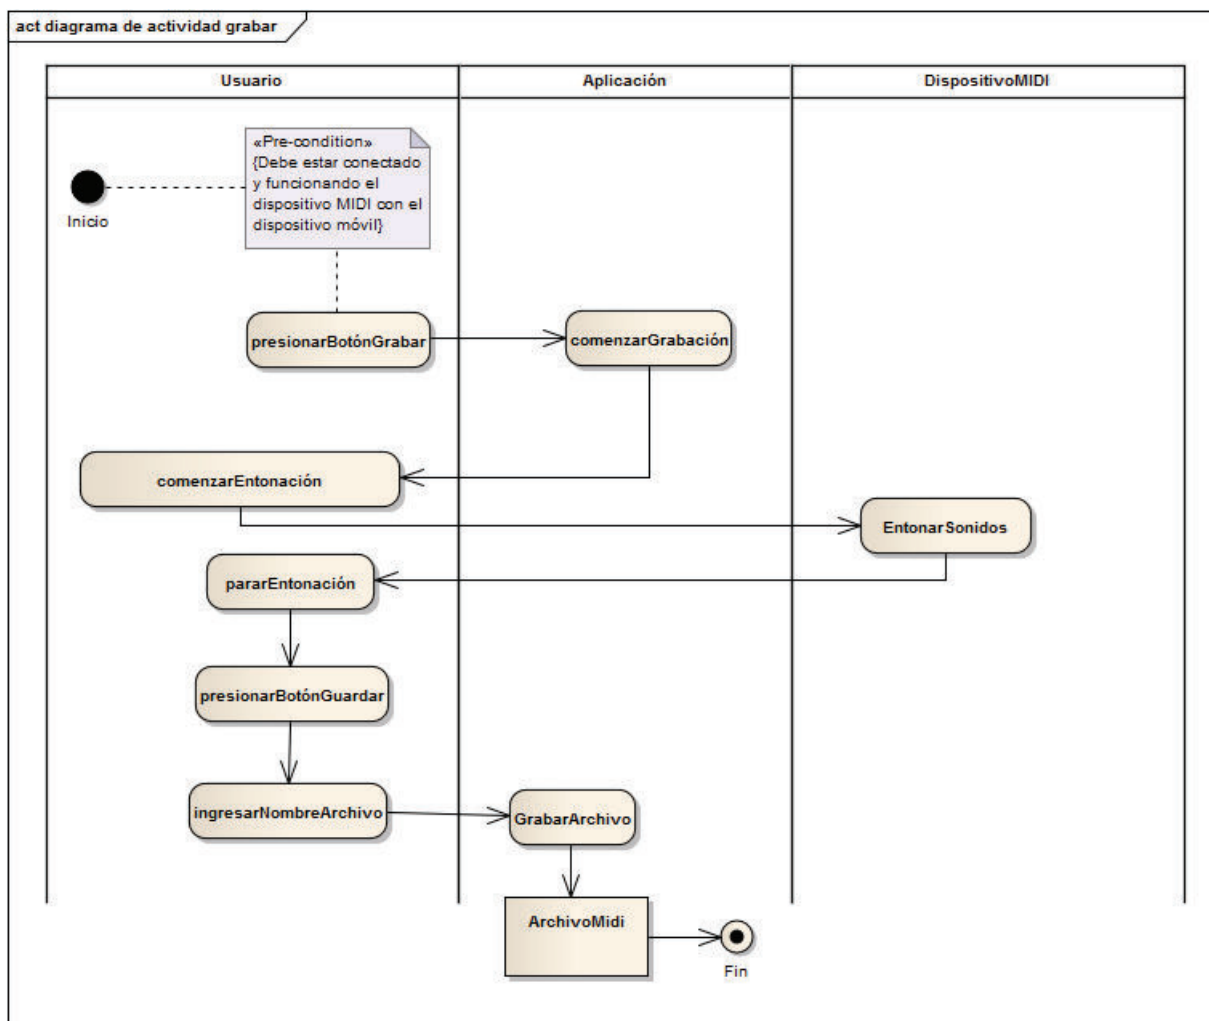 act diagrama de actividad grabar
Usuario
Aplicación
DispositivoMIDI
«Pre-condition»
{Debe estar conectado
y funcionando el
dispositivo MIDI con el
dispositivo móvil}
Inicio
presionarBotónGrabar
comenzarGrabación
comenzarEntonación
EntonarSonidos
pararEntonación
presionarBotónGuardar
ingresarNombreArchivo
GrabarArchivo
ArchivoMidi
Fin